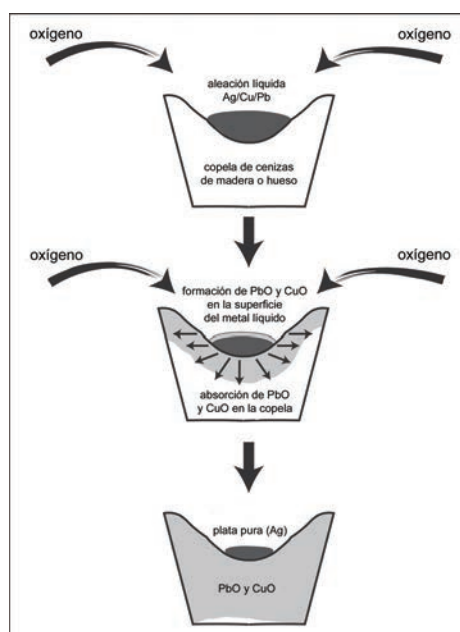 oxígeno
oxígeno
aleación líquida
Ag/Cu/Pb
copela de cenizas
de madera o hueso
oxígeno
oxígeno
formación de PbO y CuO
en la superficie
del metal líquido
absorción de PbO
y CuO en la copela
plata pura (Ag)
PbO y CuO